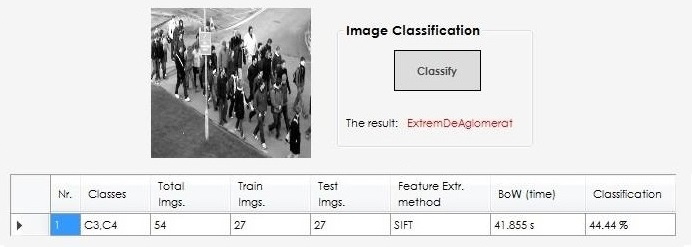 Image Classification
Classify
The result: ExtremDeAglomerat
Nr. Classes Total Imgs. Train Imgs. Test Imgs. Feature Extr. method BoW (time) Classification
1 C3,C4 54 27 27 SIFT 41.855 s 44.44 %